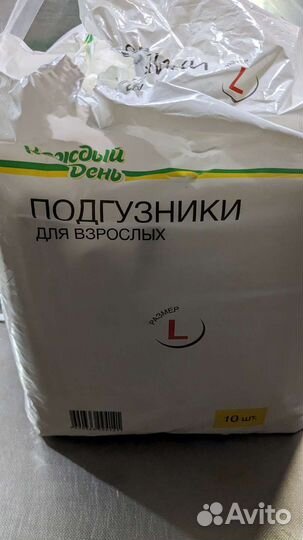 L
Каждый
День
ПОДГУЗНИКИ
ДЛЯ ВЗРОСЛЫХ
РАЗМЕР
L
10 шт.
Avito